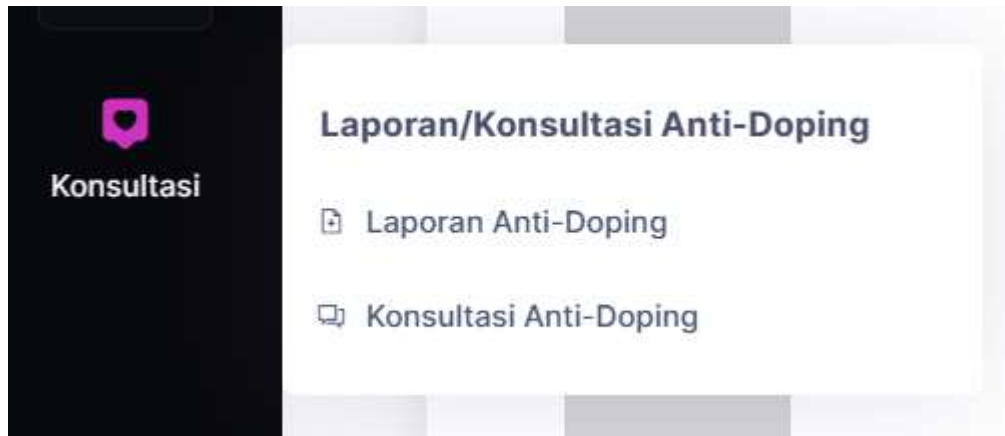 Konsultasi
Laporan/Konsultasi Anti-Doping
Laporan Anti-Doping
Konsultasi Anti-Doping